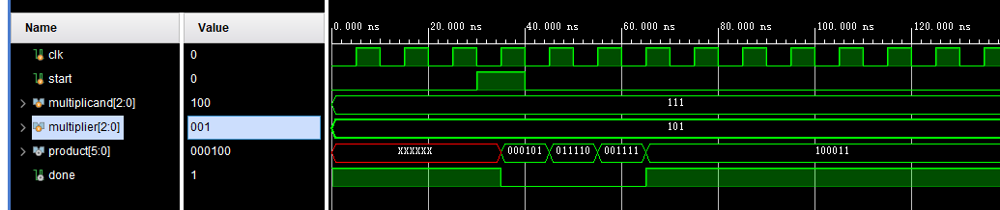 Name Value
0.000 ns 20.000 ns 40.000 ns 60.000 ns 80.000 ns 100.000 ns 120.000 ns
clk 0
start 0
multiplicand[2:0] 100 111
multiplier[2:0] 001 101
product[5:0] 000100 XXXXXX 000101 011110 001111 100011
done 1